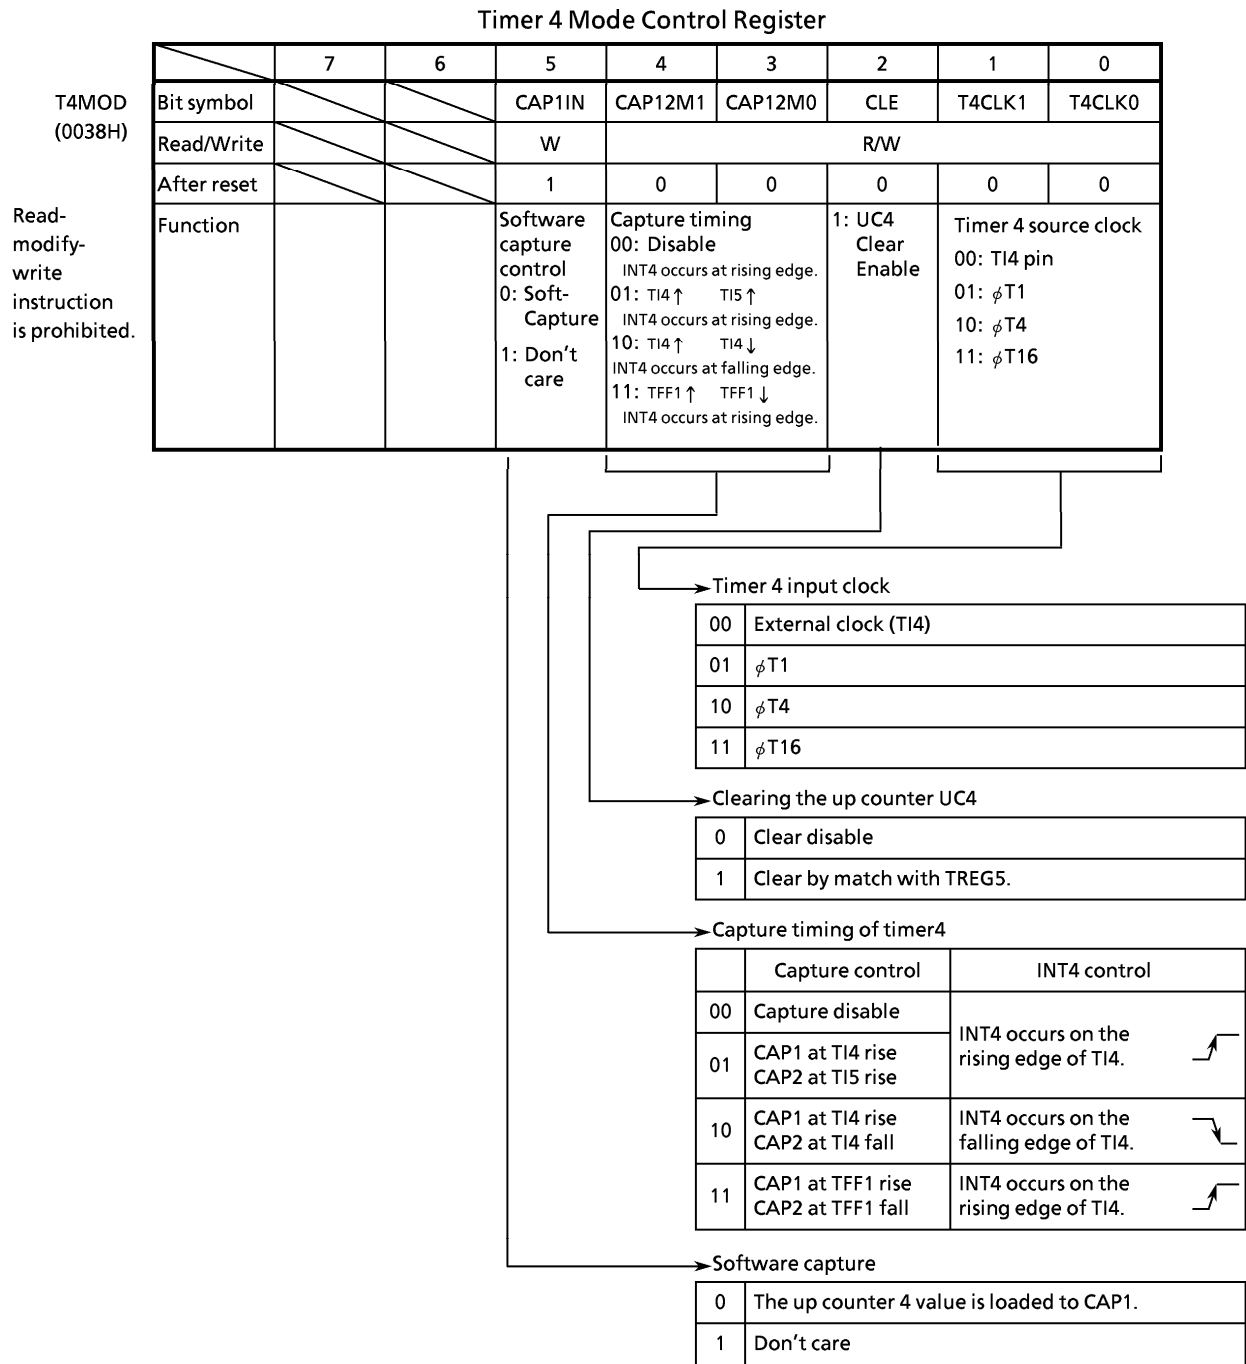 Timer 4 Mode Control Register
7 6 5 4 3 2 1 0
T4MOD
(0038H)
Bit symbol CAP1IN CAP12M1 CAP12M0 CLE T4CLK1 T4CLK0
Read/Write W R/W
After reset 1 0 0 0 0 0
Read-
modify-
write
instruction
is prohibited.
Function
Software
capture
control
0: Soft-
Capture
1: Don't
care
Capture timing
00: Disable
INT4 occurs at rising edge.
01: TI4↑ TI5↑
INT4 occurs at rising edge.
10: TI4↑ TI4↓
INT4 occurs at falling edge.
11: TFF1↑ TFF1↓
INT4 occurs at rising edge.
1: UC4
Clear
Enable
Timer 4 source clock
00: TI4 pin
01: ϕT1
10: ϕT4
11: ϕT16
Timer 4 input clock
00 External clock (TI4)
01 ϕT1
10 ϕT4
11 ϕT16
Clearing the up counter UC4
0 Clear disable
1 Clear by match with TREG5.
Capture timing of timer4
Capture control INT4 control
00 Capture disable
01 CAP1 at TI4 rise
CAP2 at TI5 rise
INT4 occurs on the
rising edge of TI4.
10 CAP1 at TI4 rise
CAP2 at TI4 fall
INT4 occurs on the
falling edge of TI4.
11 CAP1 at TFF1 rise
CAP2 at TFF1 fall
INT4 occurs on the
rising edge of TI4.
Software capture
0 The up counter 4 value is loaded to CAP1.
1 Don't care